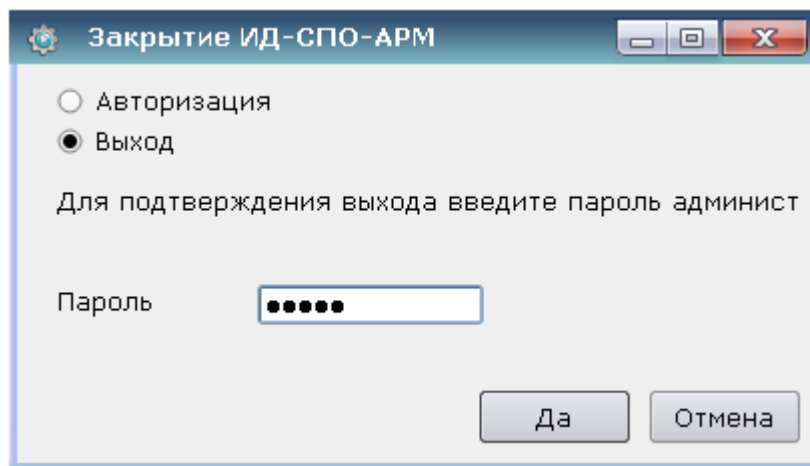 Закрытие ИД-СПО-АРМ
Авторизация
Выход
Для подтверждения выхода введите пароль админист
Пароль
●●●●●
Да Отмена